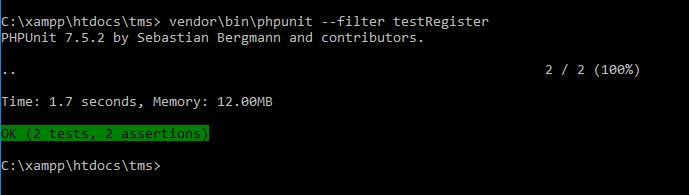 C:\xampp\htdocs\tms> vendor\bin\phpunit --filter testRegister
PHPUnit 7.5.2 by Sebastian Bergmann and contributors.
.. 2 / 2 (100%)
Time: 1.7 seconds, Memory: 12.00MB
OK (2 tests, 2 assertions)
C:\xampp\htdocs\tms>